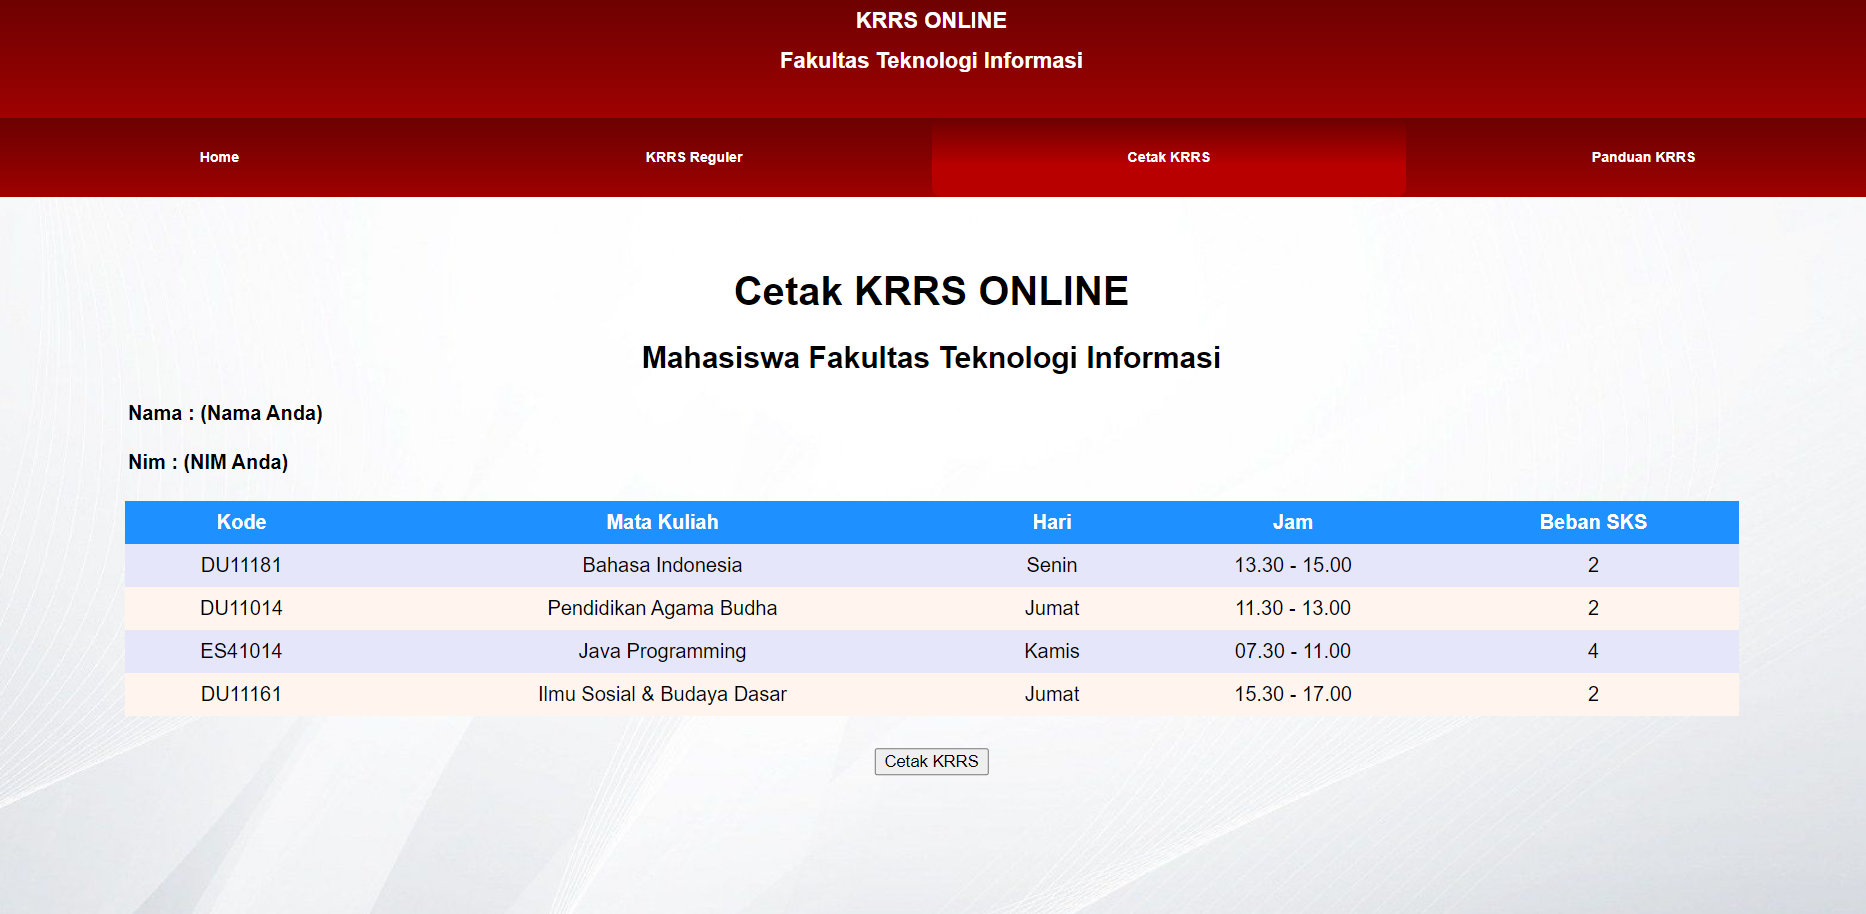 KRRS ONLINE
Fakultas Teknologi Informasi
Home KRRS Reguler Cetak KRRS Panduan KRRS
Cetak KRRS ONLINE
Mahasiswa Fakultas Teknologi Informasi
Nama : (Nama Anda)
Nim : (NIM Anda)
Kode Mata Kuliah Hari Jam Beban SKS
DU11181 Bahasa Indonesia Senin 13.30 - 15.00 2
DU11014 Pendidikan Agama Budha Jumat 11.30 - 13.00 2
ES41014 Java Programming Kamis 07.30 - 11.00 4
DU11161 Ilmu Sosial & Budaya Dasar Jumat 15.30 - 17.00 2
Cetak KRRS